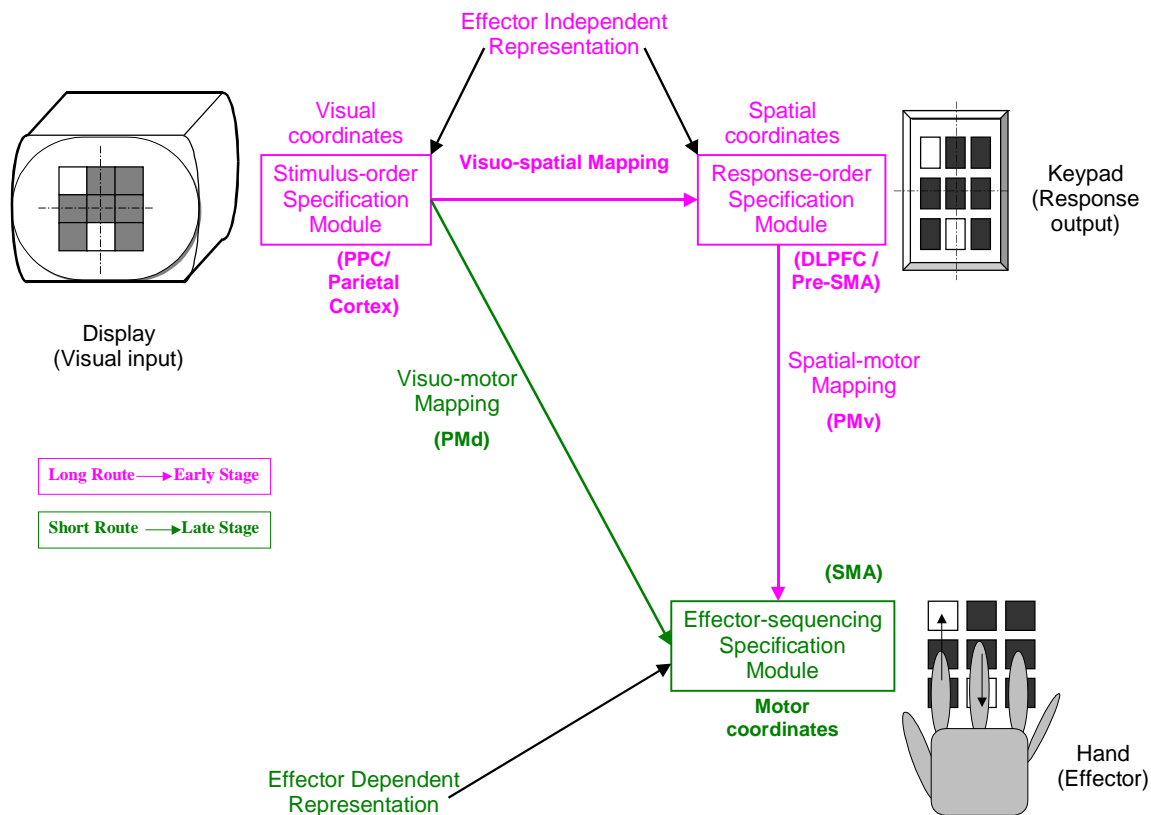 Effector Independent
Representation
Visual
coordinates
Spatial
coordinates
Visuo-spatial Mapping
Stimulus-order
Specification
Module
Response-order
Specification
Module
Keypad
(Response
output)
(PPC/
Parietal
Cortex)
(DLPFC /
Pre-SMA)
Display
(Visual input)
Visuo-motor
Mapping
(PMd)
Spatial-motor
Mapping
(PMv)
Long Route Early Stage
Short Route Late Stage
(SMA)
Effector-sequencing
Specification
Module
Motor
coordinates
Hand
(Effector)
Effector Dependent
Representation